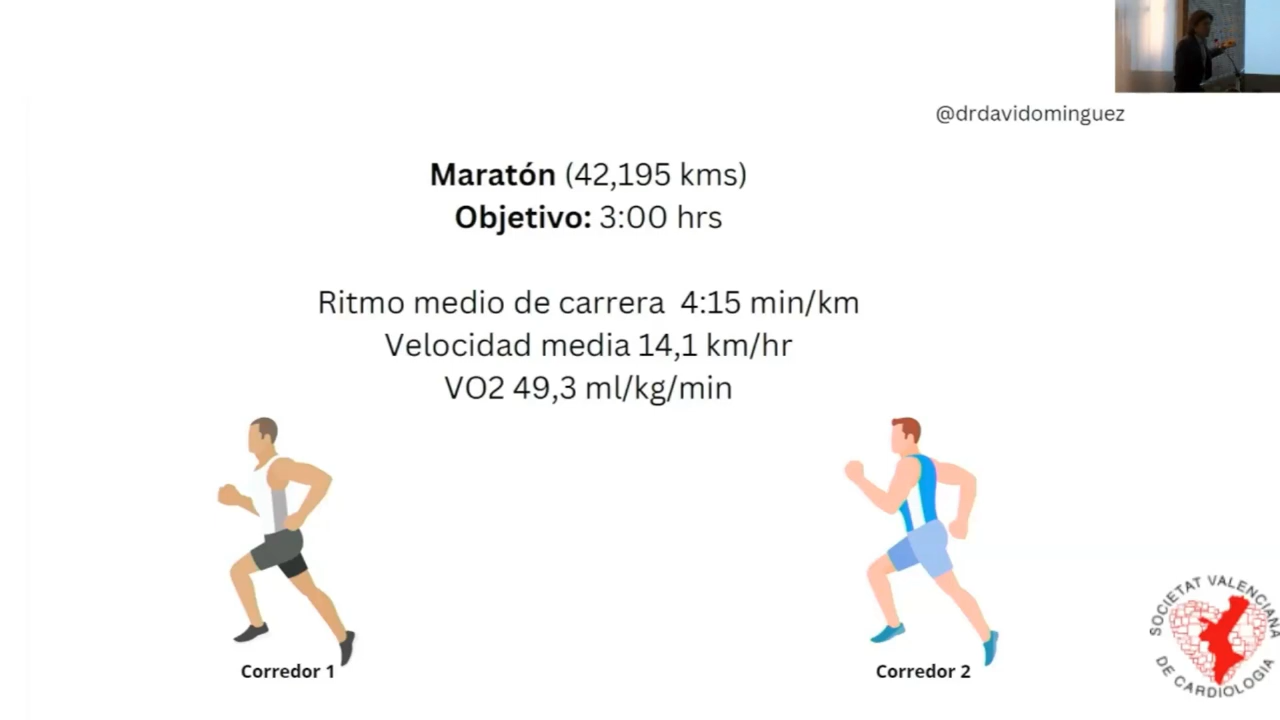 @drdavidominguez
Maratón (42,195 kms)
Objetivo: 3:00 hrs
Ritmo medio de carrera 4:15 min/km
Velocidad media 14,1 km/hr
VO2 49,3 ml/kg/min
Corredor 1
Corredor 2
SOCIETAT VALENCIANA
DE CARDIOLOGIA